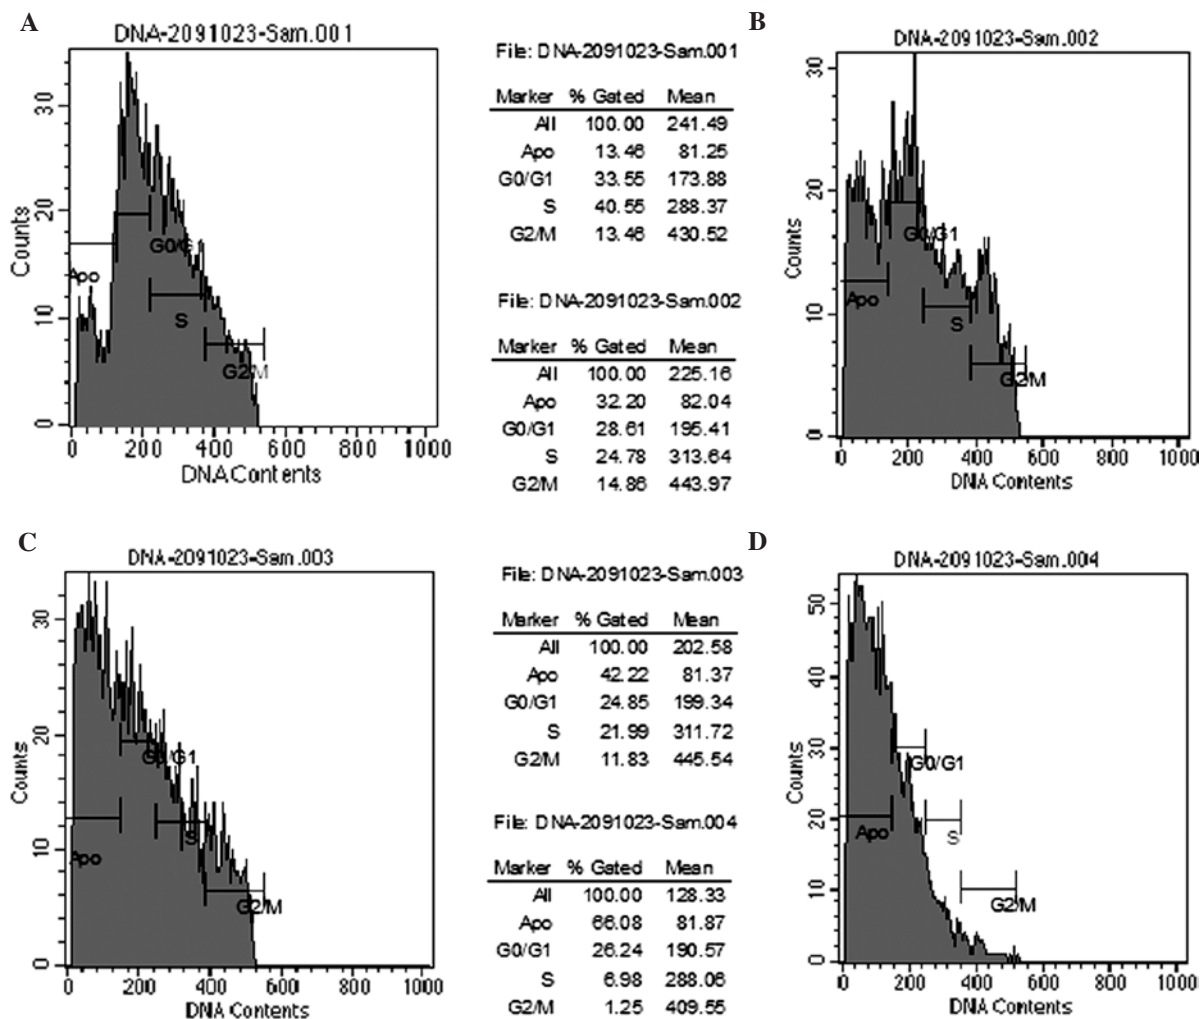 A
DNA-2091023-Sam.001
Counts
30
20
10
0
Apo
G0/G1
S
G2/M
0 200 400 600 800 1000
DNA Contents
File: DNA-2091023-Sam.001
Marker % Gated Mean
All 100.00 241.49
Apo 13.46 81.25
G0/G1 33.55 173.88
S 40.55 288.37
G2/M 13.46 430.52
File: DNA-2091023-Sam.002
Marker % Gated Mean
All 100.00 225.16
Apo 32.20 82.04
G0/G1 28.61 195.41
S 24.78 313.64
G2/M 14.86 443.97
B
DNA-2091023-Sam.002
Counts
30
20
10
0
Apo
G0/G1
S
G2/M
0 200 400 600 800 1000
DNA Contents
C
DNA-2091023-Sam.003
Counts
30
20
10
0
Apo
G0/G1
S
G2/M
0 200 400 600 800 1000
DNA Contents
File: DNA-2091023-Sam.003
Marker % Gated Mean
All 100.00 202.58
Apo 42.22 81.37
G0/G1 24.85 199.34
S 21.99 311.72
G2/M 11.83 445.54
File: DNA-2091023-Sam.004
Marker % Gated Mean
All 100.00 128.33
Apo 66.08 81.87
G0/G1 26.24 190.57
S 6.98 288.06
G2/M 1.25 409.55
D
DNA-2091023-Sam.004
Counts
50
40
30
20
10
0
Apo
G0/G1
S
G2/M
0 200 400 600 800 1000
DNA Contents